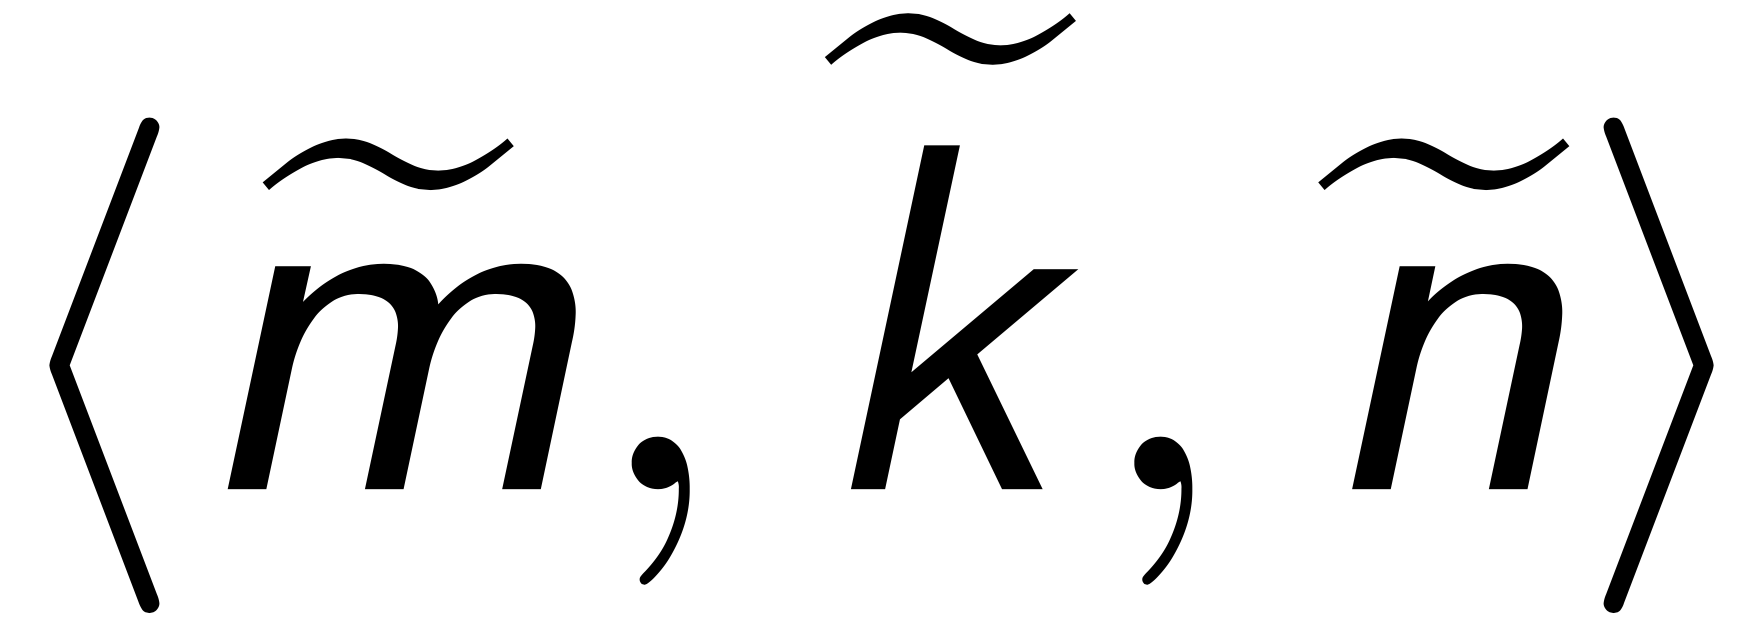 ⟨m̃, k̃, ñ⟩